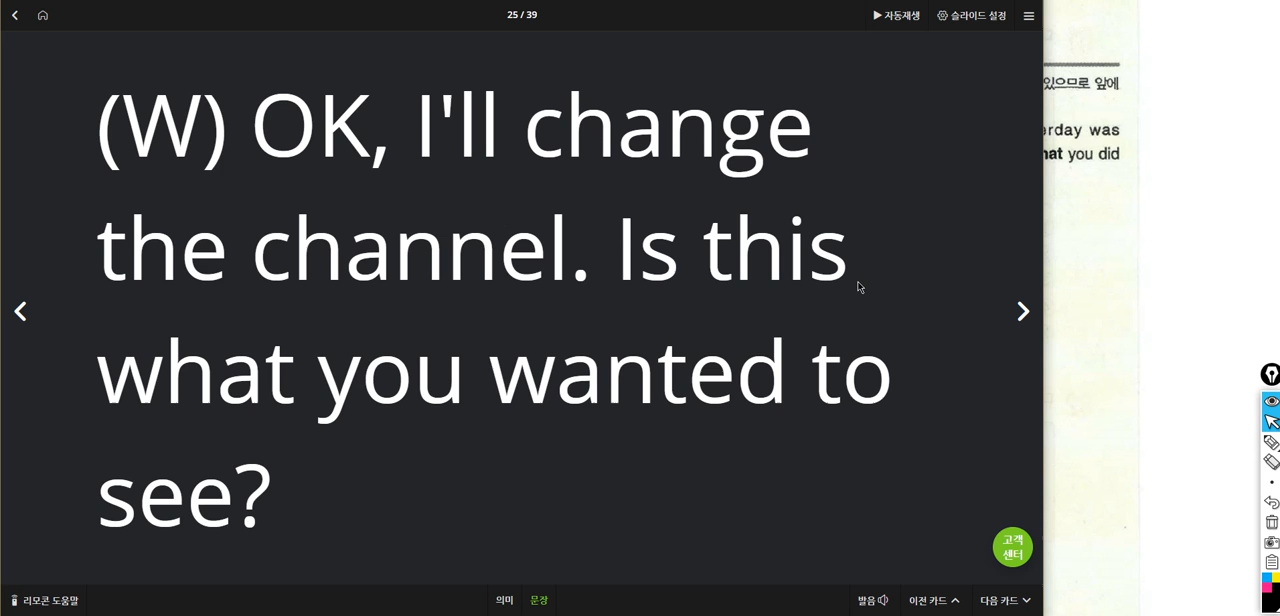 25 / 39
▶ 자동재생
슬라이드 설정
(W) OK, I'll change
the channel. Is this
what you wanted to
see?
있으므로 앞에
was
you did
고객
센터
리모콘 도움말
의미
문장
발음
이전 카드
다음 카드